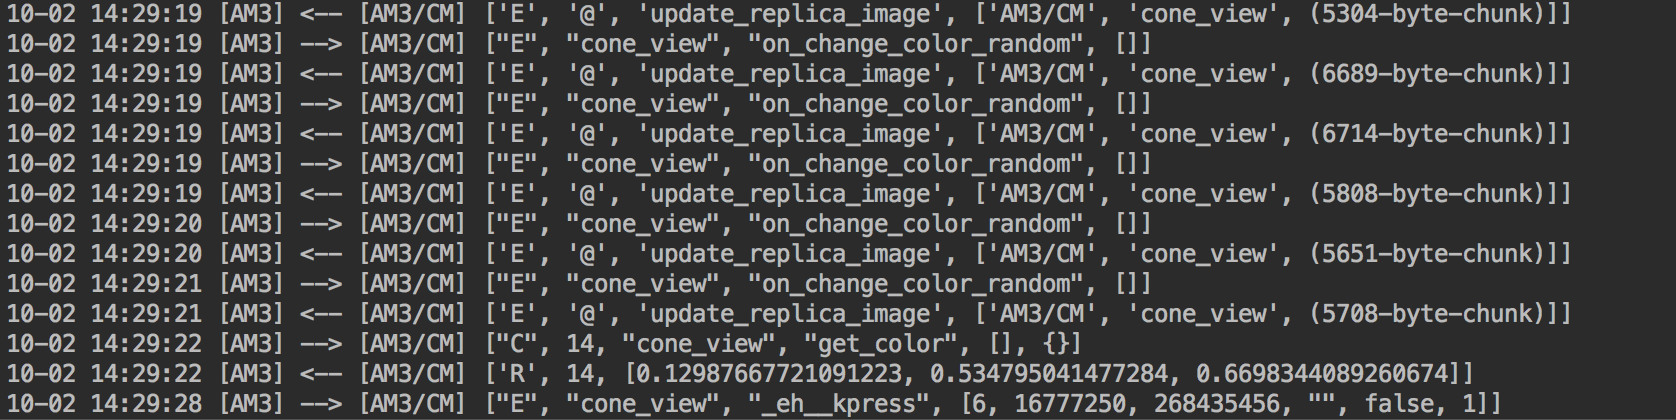 10-02 14:29:19 [AM3] <-- [AM3/CM] ['E', '@', 'update_replica_image', ['AM3/CM', 'cone_view', (5304-byte-chunk)]]
10-02 14:29:19 [AM3] --> [AM3/CM] ["E", "cone_view", "on_change_color_random", []]
10-02 14:29:19 [AM3] <-- [AM3/CM] ['E', '@', 'update_replica_image', ['AM3/CM', 'cone_view', (6689-byte-chunk)]]
10-02 14:29:19 [AM3] --> [AM3/CM] ["E", "cone_view", "on_change_color_random", []]
10-02 14:29:19 [AM3] <-- [AM3/CM] ['E', '@', 'update_replica_image', ['AM3/CM', 'cone_view', (6714-byte-chunk)]]
10-02 14:29:19 [AM3] --> [AM3/CM] ["E", "cone_view", "on_change_color_random", []]
10-02 14:29:19 [AM3] <-- [AM3/CM] ['E', '@', 'update_replica_image', ['AM3/CM', 'cone_view', (5808-byte-chunk)]]
10-02 14:29:20 [AM3] --> [AM3/CM] ["E", "cone_view", "on_change_color_random", []]
10-02 14:29:20 [AM3] <-- [AM3/CM] ['E', '@', 'update_replica_image', ['AM3/CM', 'cone_view', (5651-byte-chunk)]]
10-02 14:29:21 [AM3] --> [AM3/CM] ["E", "cone_view", "on_change_color_random", []]
10-02 14:29:21 [AM3] <-- [AM3/CM] ['E', '@', 'update_replica_image', ['AM3/CM', 'cone_view', (5708-byte-chunk)]]
10-02 14:29:22 [AM3] --> [AM3/CM] ["C", 14, "cone_view", "get_color", [], {}]
10-02 14:29:22 [AM3] <-- [AM3/CM] ['R', 14, [0.12987667721091223, 0.534795041477284, 0.6698344089260674]]
10-02 14:29:28 [AM3] --> [AM3/CM] ["E", "cone_view", "_eh__kpress", [6, 16777250, 268435456, "", false, 1]]